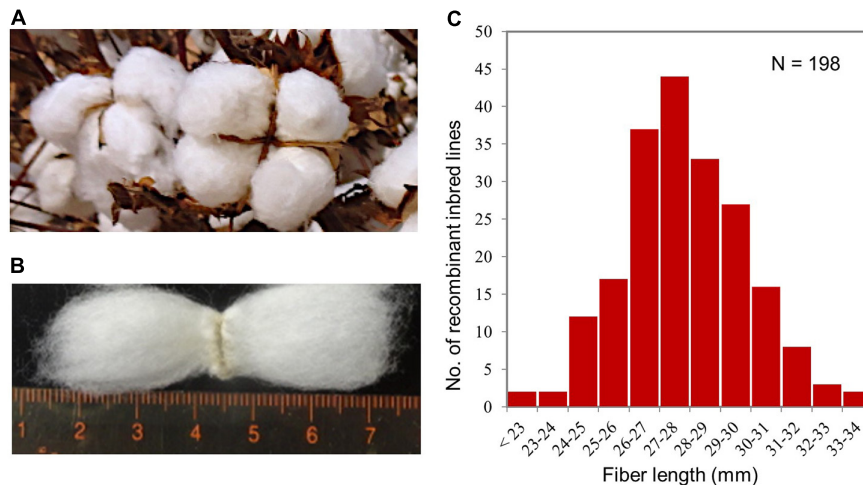 A
B
1 2 3 4 5 6 7
C
No. of recombinant inbred lines
50
45
40
35
30
25
20
15
10
5
0
N = 198
< 23 23-24 24-25 25-26 26-27 27-28 28-29 29-30 30-31 31-32 32-33 33-34
Fiber length (mm)